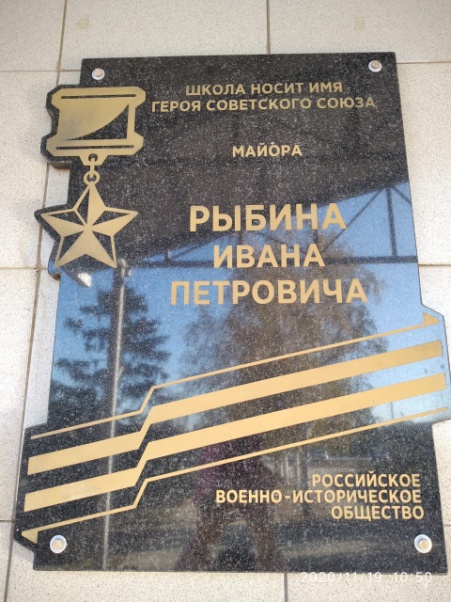 ШКОЛА НОСИТ ИМЯ
ГЕРОЯ СОВЕТСКОГО СОЮЗА
МАЙОРА
РЫБИНА
ИВАНА
ПЕТРОВИЧА
РОССИЙСКОЕ
ВОЕННО-ИСТОРИЧЕСКОЕ
ОБЩЕСТВО
2020/11/19 10:50